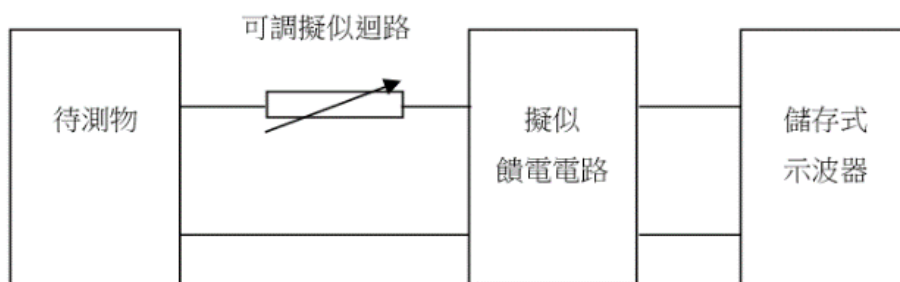 可調擬似迴路
待測物
擬似
饋電電路
儲存式
示波器